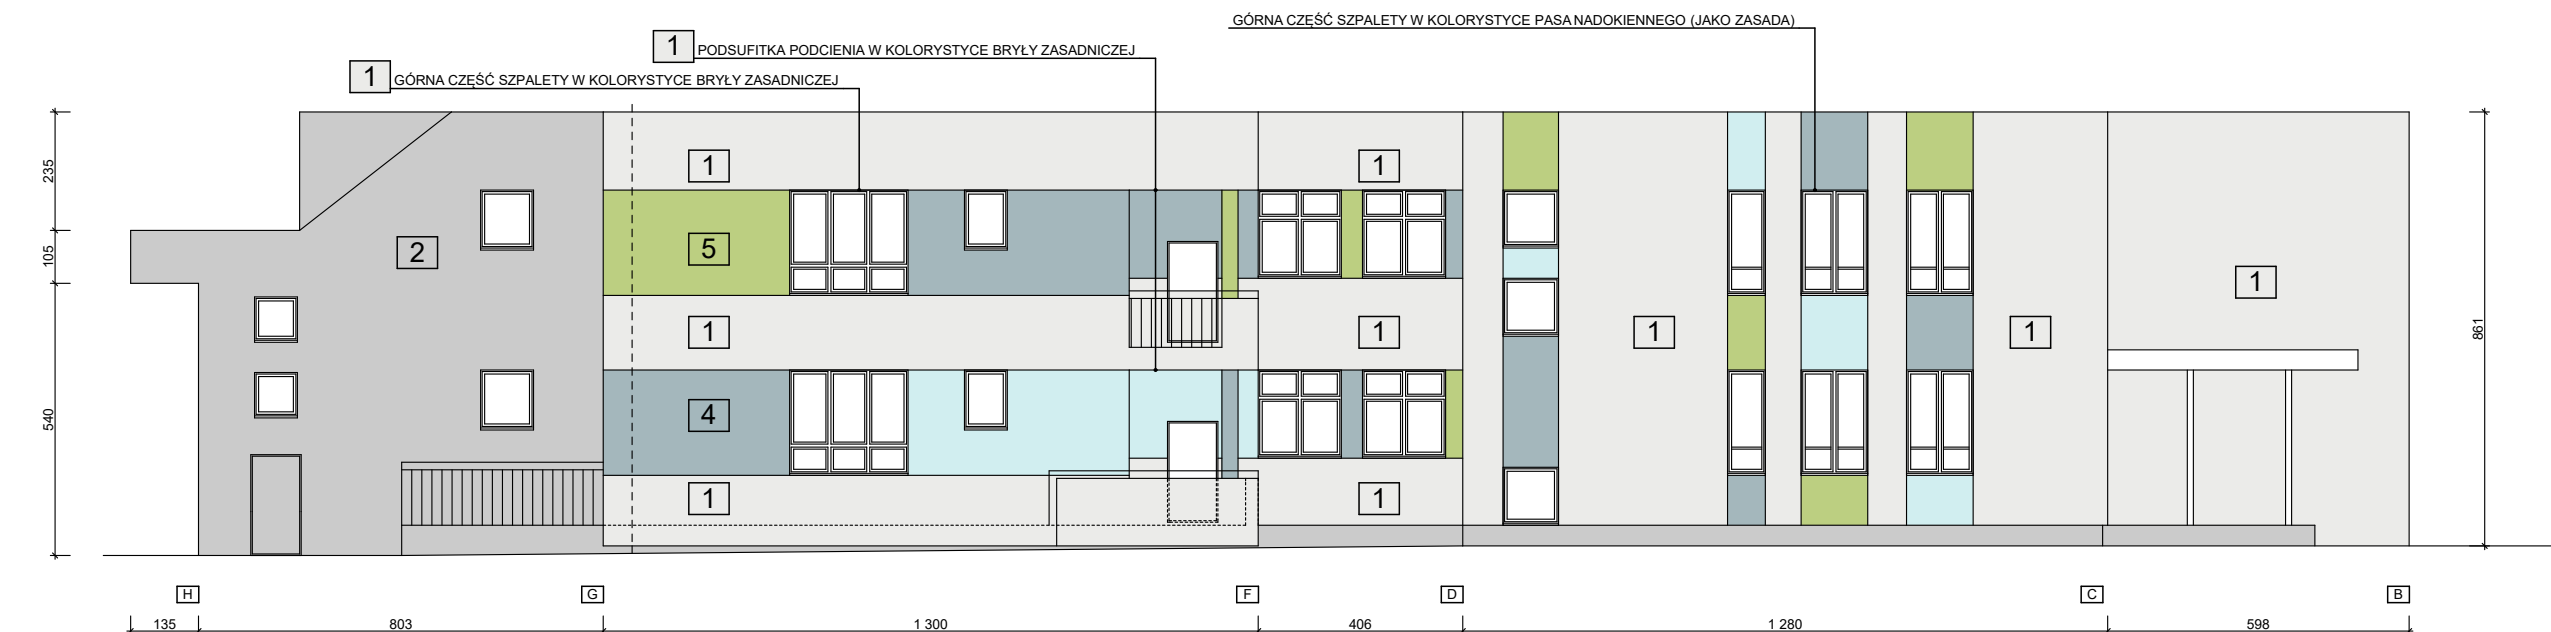 GÓRNA CZĘŚĆ SZPALETY W KOLORYSTYCE PASA NADOKIENNEGO (JAKO ZASADA)
1 PODSUFITKA PODCIENIA W KOLORYSTYCE BRYŁY ZASADNICZEJ
1 GÓRNA CZĘŚĆ SZPALETY W KOLORYSTYCE BRYŁY ZASADNICZEJ
235
1 1
105
2 5 1
861
1 1 1 1
540
4
1 1
H G F D C B
135 803 1 300 406 1 280 598